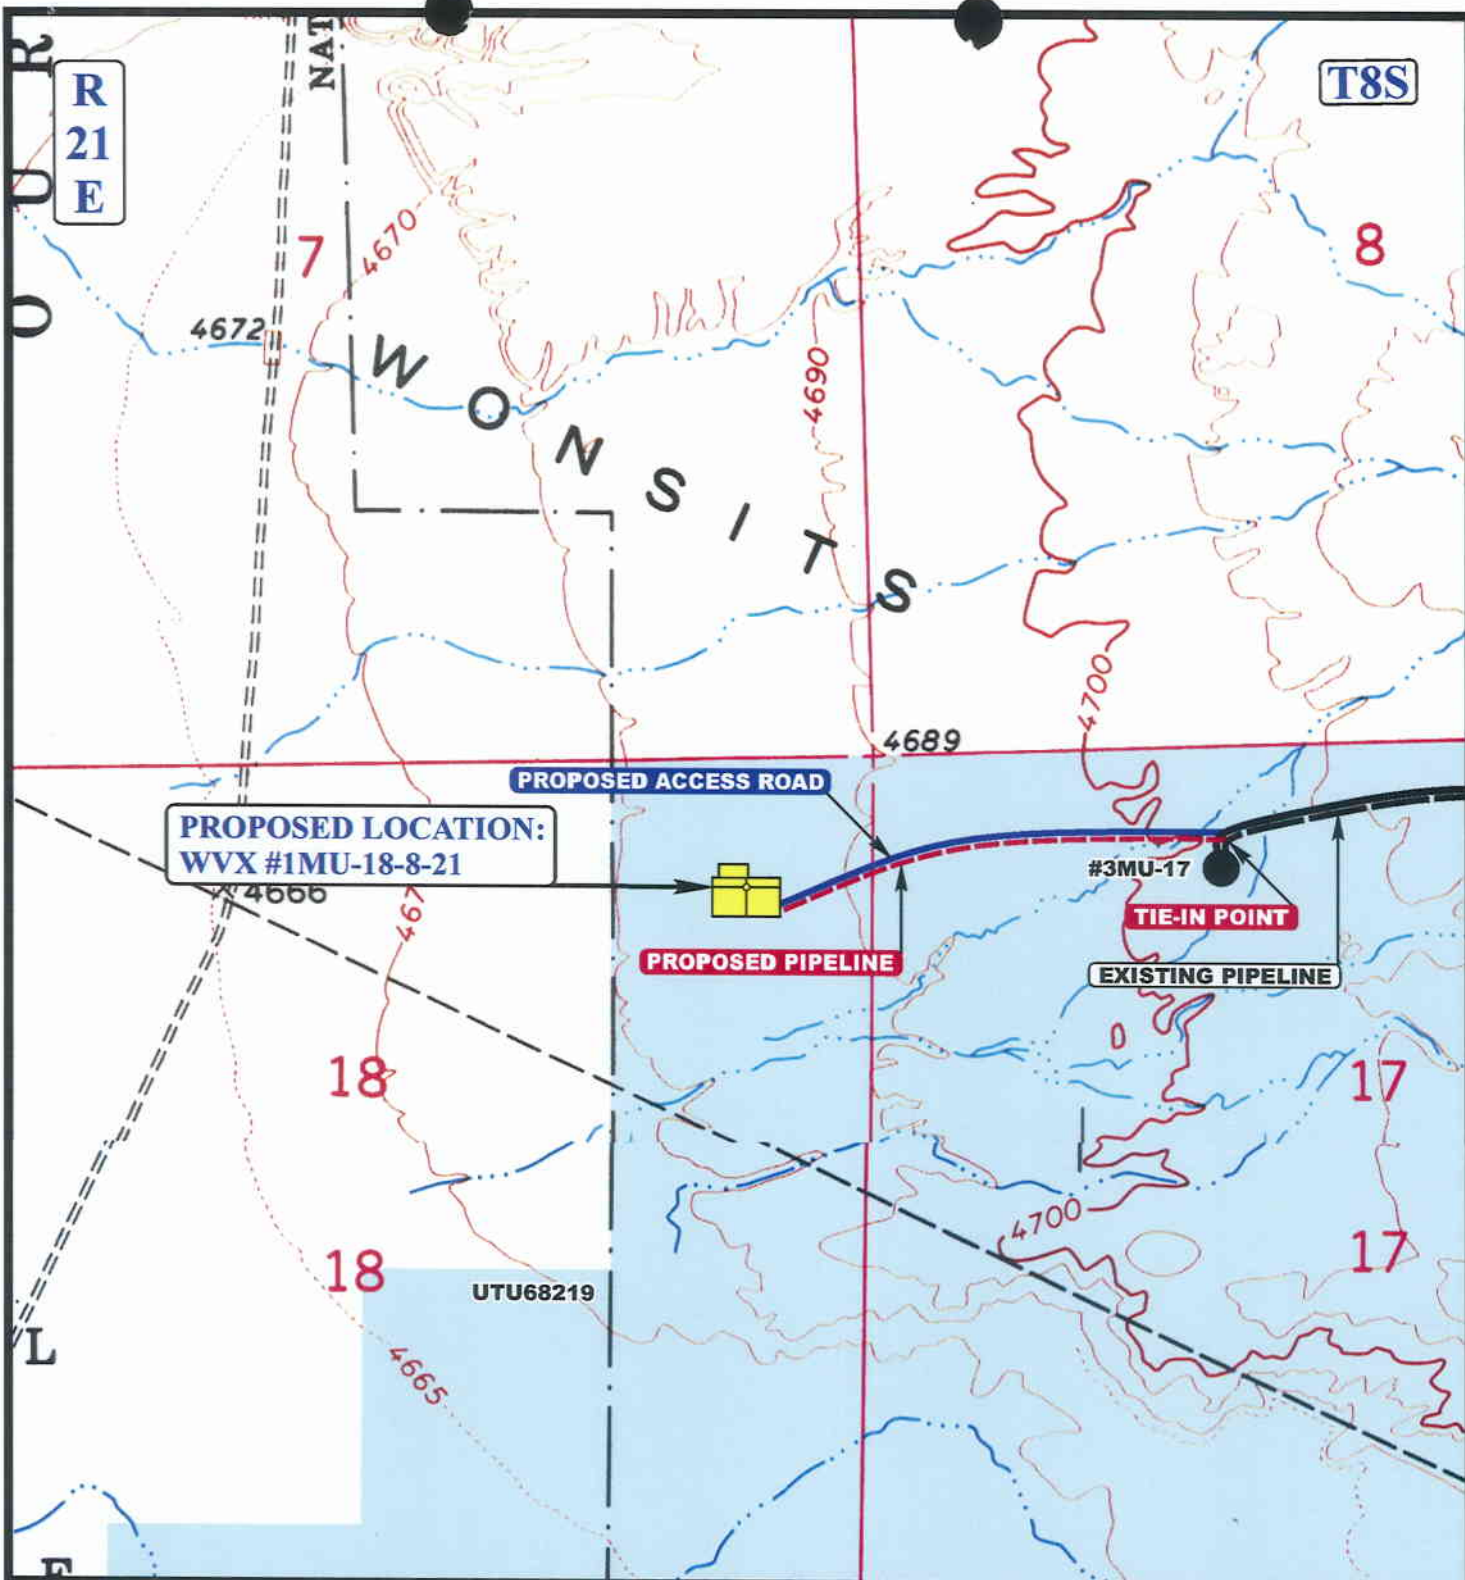 R
21
E
T8S
NAT
O U R
7
8
4670
4672
4690
W O N S I T S
4700
4689
PROPOSED ACCESS ROAD
PROPOSED LOCATION:
WVX #1MU-18-8-21
4666
467
#3MU-17
TIE-IN POINT
PROPOSED PIPELINE
EXISTING PIPELINE
18
17
4700
18
17
UTU68219
L
4665